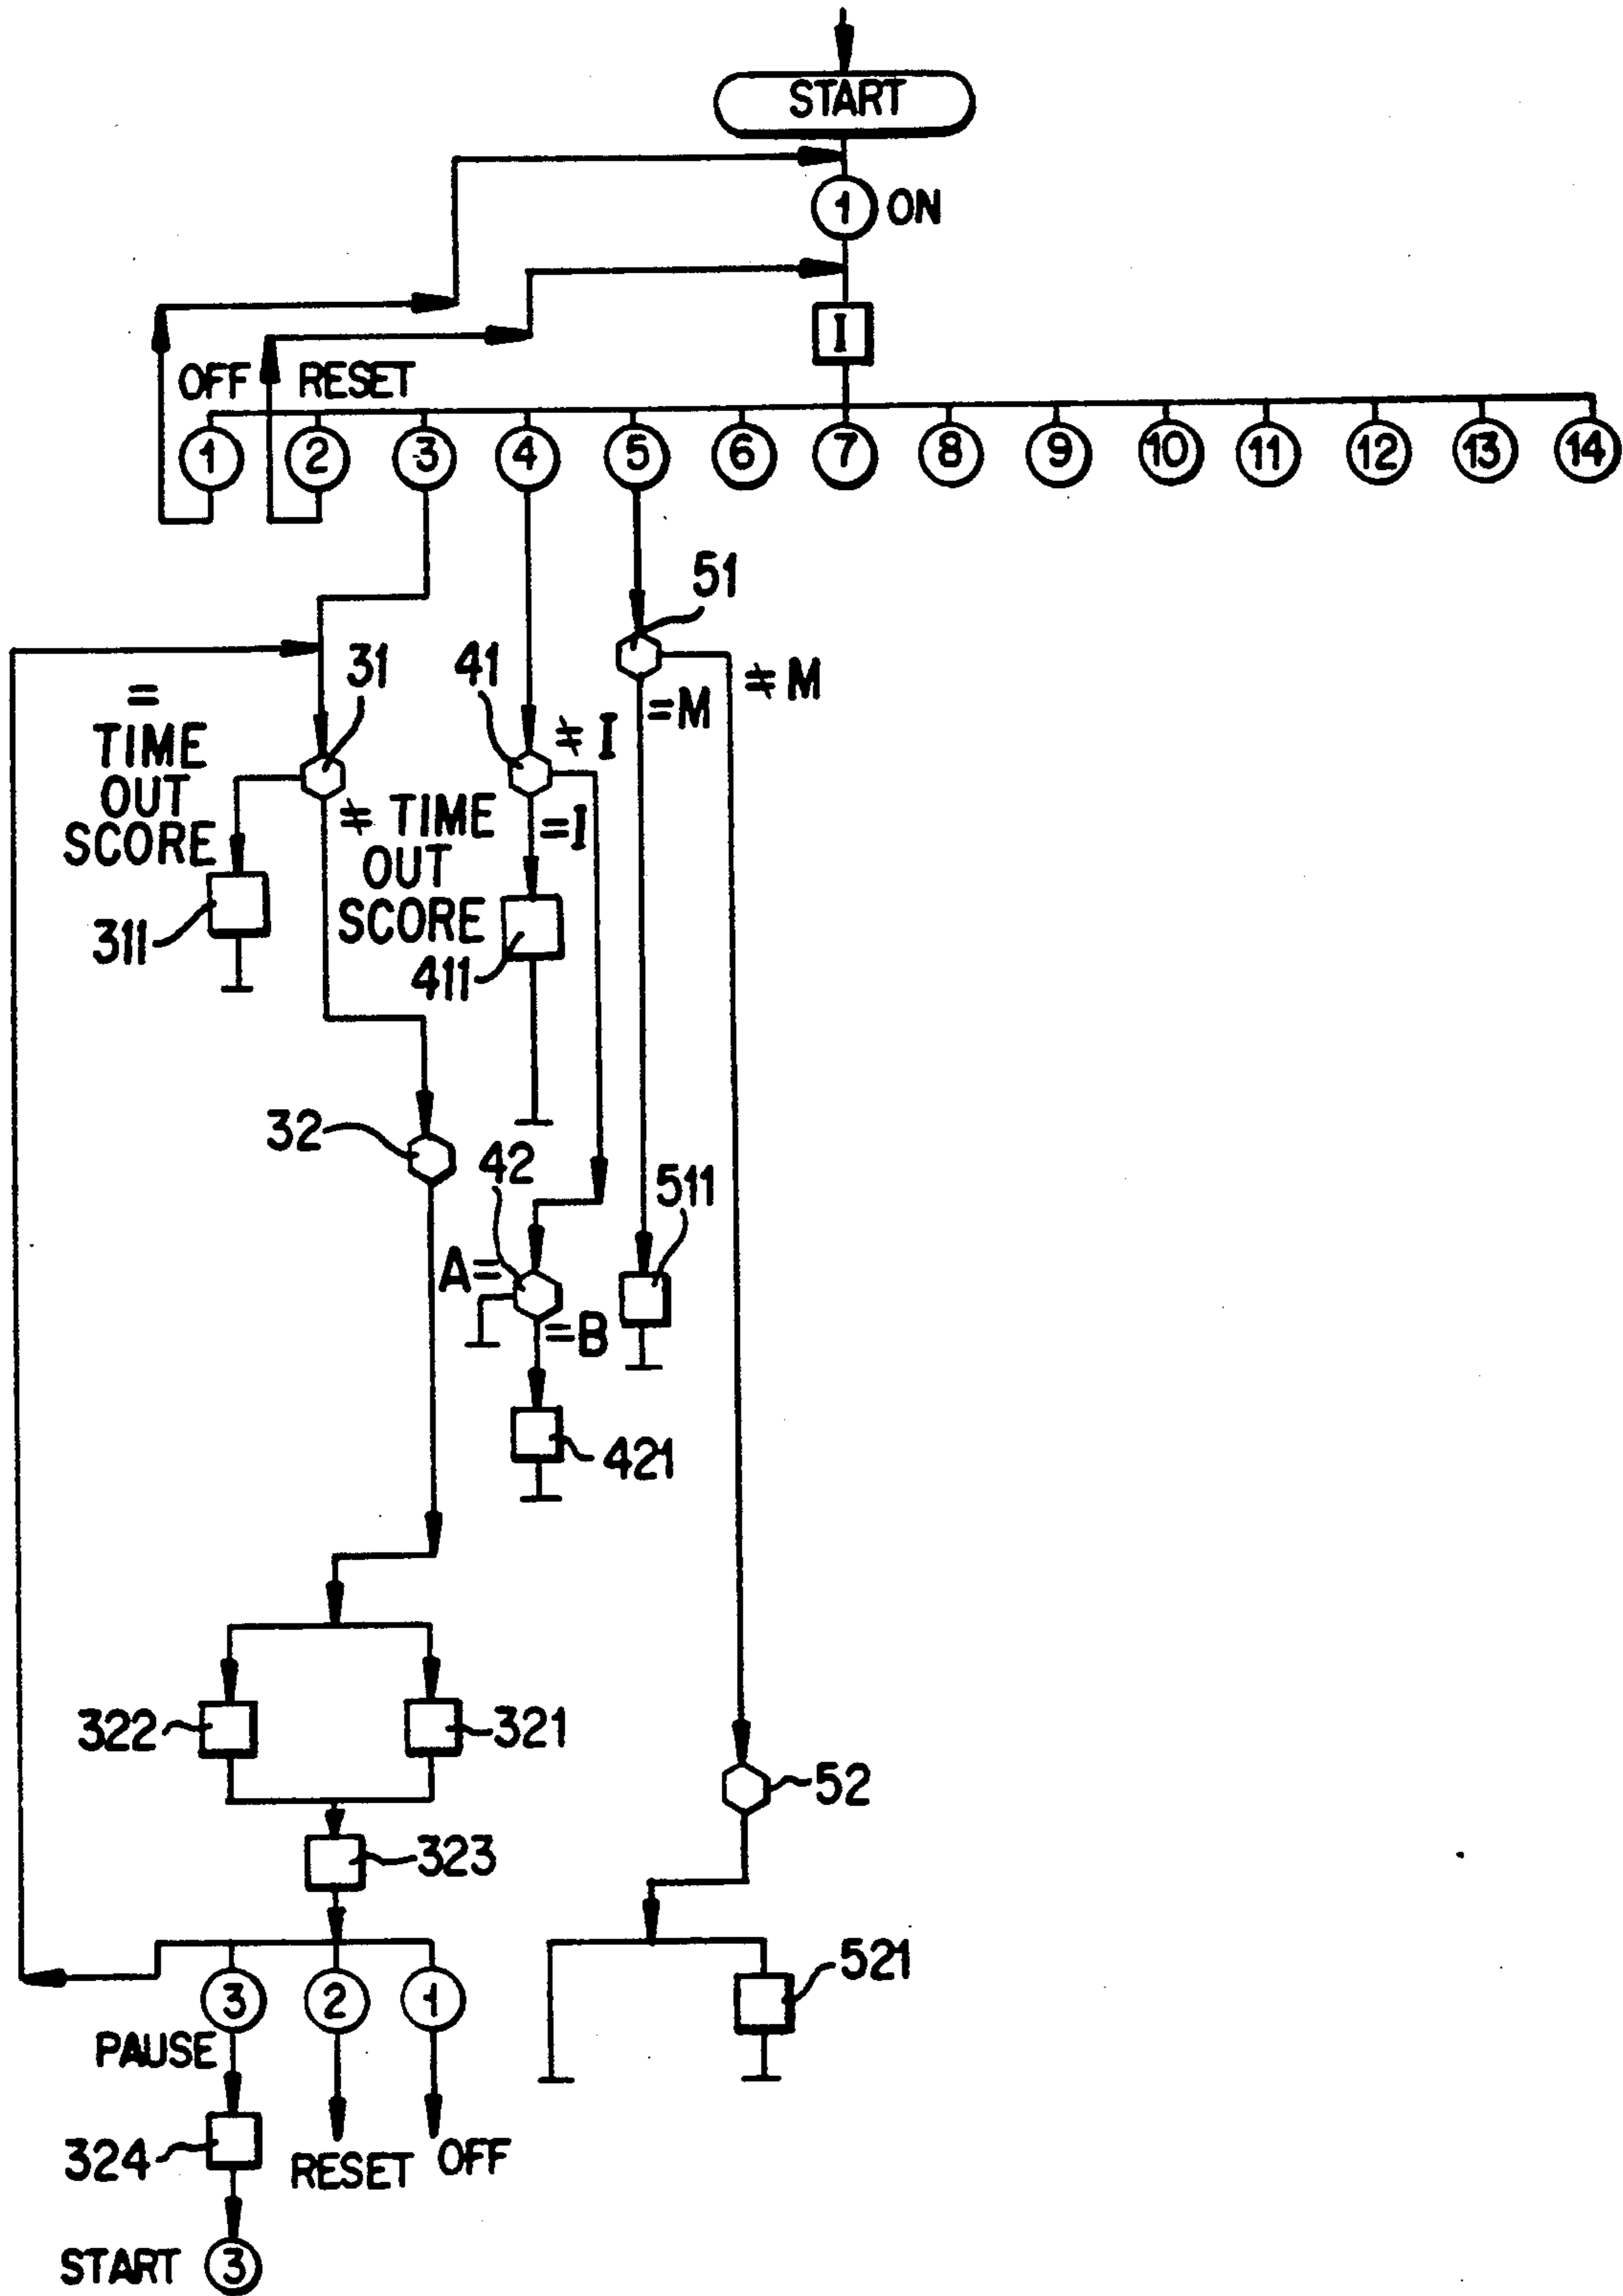 START
1 ON
I
OFF RESET
1 2 3 4 5 6 7 8 9 10 11 12 13 14
51
31
41
≠ M
=M
=
TIME
OUT
SCORE
≠ I
≠ TIME
OUT
SCORE
=I
311
411
32
42
511
A=
=B
421
322
321
52
323
521
3 2 1
PAUSE
324
RESET
OFF
START 3